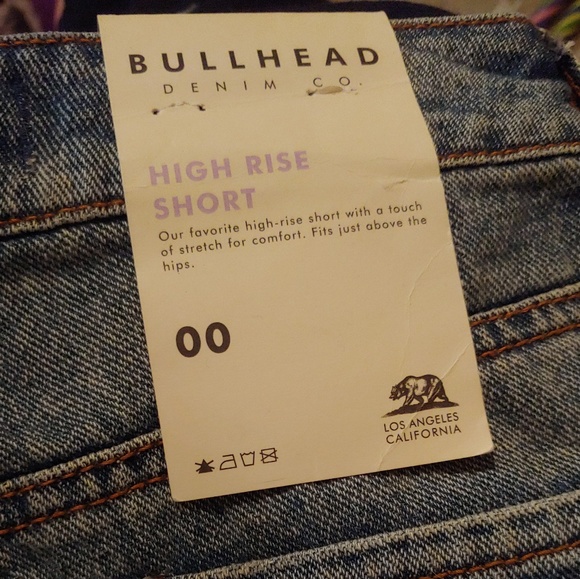 BULLHEAD
DENIM CO.
HIGH RISE
SHORT
Our favorite high-rise short with a touch
of stretch for comfort. Fits just above the
hips.
00
LOS ANGELES
CALIFORNIA